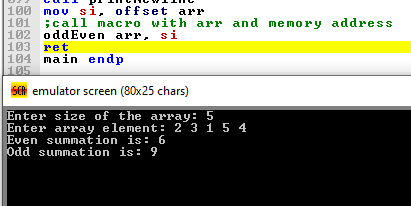 099 call printNewline
100 mov si, offset arr
101 ;call macro with arr and memory address
102 oddEven arr, si
103 ret
104 main endp
105
emulator screen (80x25 chars)
Enter size of the array: 5
Enter array element: 2 3 1 5 4
Even summation is: 6
Odd summation is: 9